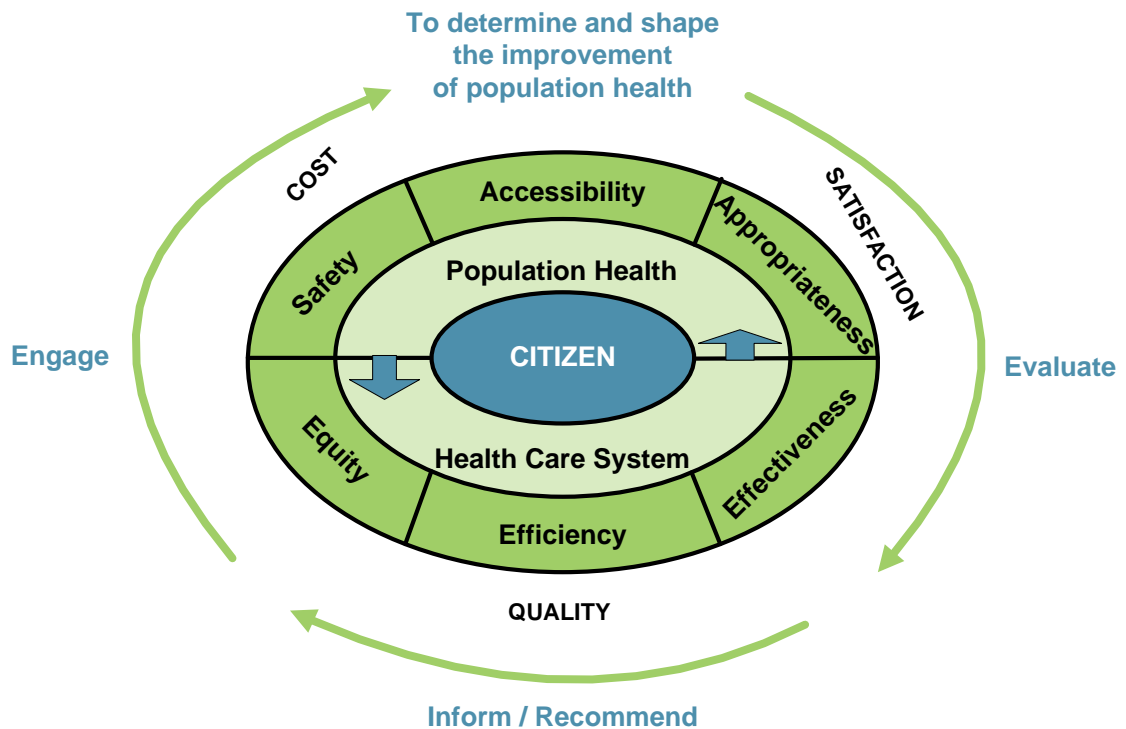 To determine and shape
the improvement
of population health
COST
SATISFACTION
Accessibility
Appropriateness
Safety
Population Health
Engage
CITIZEN
Evaluate
Equity
Health Care System
Effectiveness
Efficiency
QUALITY
Inform / Recommend